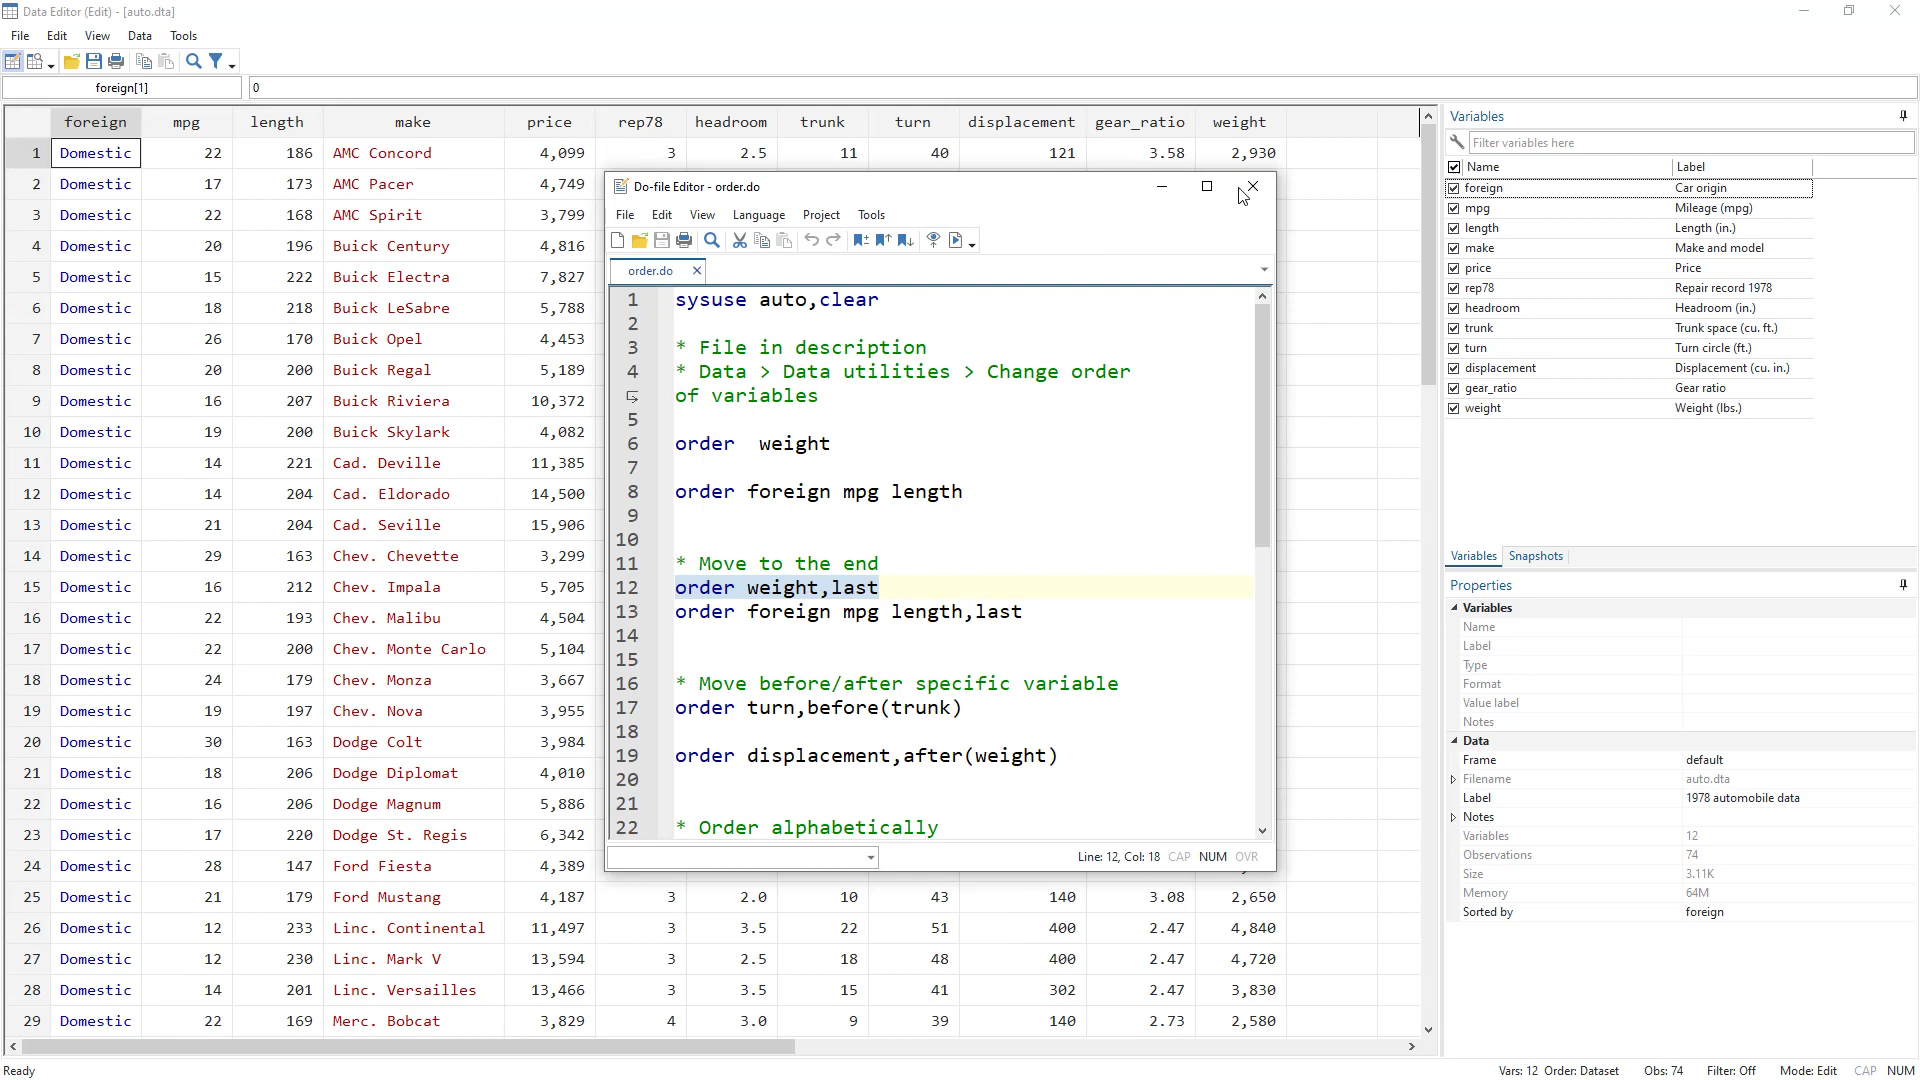 Data Editor (Edit) - [auto.dta]
File Edit View Data Tools
foreign[1] 0
foreign mpg length make price rep78 headroom trunk turn displacement gear_ratio weight
1 Domestic 22 186 AMC Concord 4,099 3 2.5 11 40 121 3.58 2,930
2 Domestic 17 173 AMC Pacer 4,749
3 Domestic 22 168 AMC Spirit 3,799
4 Domestic 20 196 Buick Century 4,816
5 Domestic 15 222 Buick Electra 7,827
6 Domestic 18 218 Buick LeSabre 5,788
7 Domestic 26 170 Buick Opel 4,453
8 Domestic 20 200 Buick Regal 5,189
9 Domestic 16 207 Buick Riviera 10,372
10 Domestic 19 200 Buick Skylark 4,082
11 Domestic 14 221 Cad. Deville 11,385
12 Domestic 14 204 Cad. Eldorado 14,500
13 Domestic 21 204 Cad. Seville 15,906
14 Domestic 29 163 Chev. Chevette 3,299
15 Domestic 16 212 Chev. Impala 5,705
16 Domestic 22 193 Chev. Malibu 4,504
17 Domestic 22 200 Chev. Monte Carlo 5,104
18 Domestic 24 179 Chev. Monza 3,667
19 Domestic 19 197 Chev. Nova 3,955
20 Domestic 30 163 Dodge Colt 3,984
21 Domestic 18 206 Dodge Diplomat 4,010
22 Domestic 16 206 Dodge Magnum 5,886
23 Domestic 17 220 Dodge St. Regis 6,342
24 Domestic 28 147 Ford Fiesta 4,389
25 Domestic 21 179 Ford Mustang 4,187 3 2.0 10 43 140 3.08 2,650
26 Domestic 12 233 Linc. Continental 11,497 3 3.5 22 51 400 2.47 4,840
27 Domestic 12 230 Linc. Mark V 13,594 3 2.5 18 48 400 2.47 4,720
28 Domestic 14 201 Linc. Versailles 13,466 3 3.5 15 41 302 2.47 3,830
29 Domestic 22 169 Merc. Bobcat 3,829 4 3.0 9 39 140 2.73 2,580
Do-file Editor - order.do
File Edit View Language Project Tools
order.do
1 sysuse auto,clear
2
3 * File in description
4 * Data > Data utilities > Change order
of variables
5
6 order  weight
7
8 order foreign mpg length
9
10
11 * Move to the end
12 order weight,last
13 order foreign mpg length,last
14
15
16 * Move before/after specific variable
17 order turn,before(trunk)
18
19 order displacement,after(weight)
20
21
22 * Order alphabetically
Line: 12, Col: 18 CAP NUM OVR
Variables
Filter variables here
Name Label
foreign Car origin
mpg Mileage (mpg)
length Length (in.)
make Make and model
price Price
rep78 Repair record 1978
headroom Headroom (in.)
trunk Trunk space (cu. ft.)
turn Turn circle (ft.)
displacement Displacement (cu. in.)
gear_ratio Gear ratio
weight Weight (lbs.)
Variables Snapshots
Properties
Variables
Name
Label
Type
Format
Value label
Notes
Data
Frame default
Filename auto.dta
Label 1978 automobile data
Notes
Variables 12
Observations 74
Size 3.11K
Memory 64M
Sorted by foreign
Ready Vars: 12 Order: Dataset Obs: 74 Filter: Off Mode: Edit CAP NUM